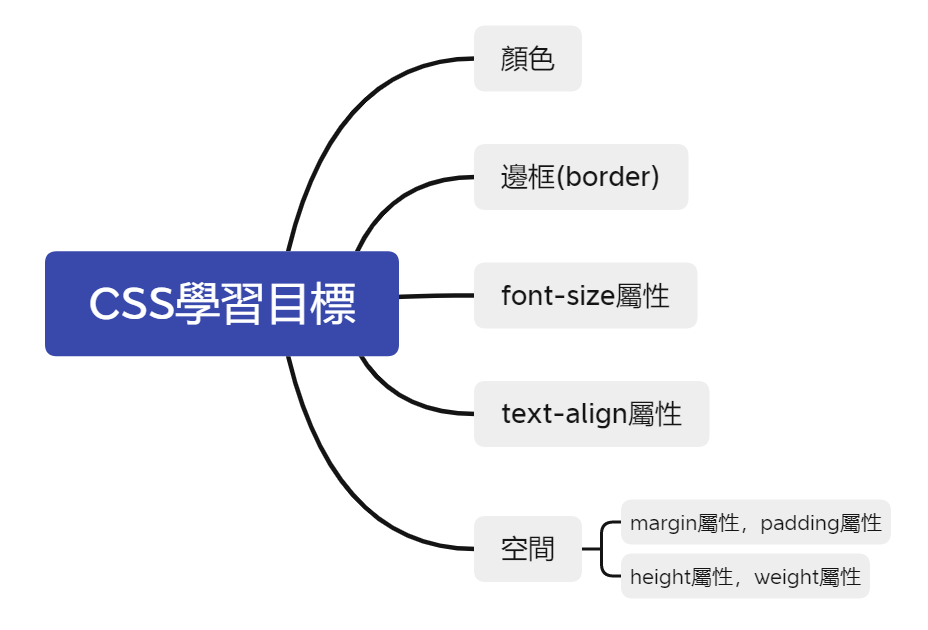 顏色
邊框(border)
font-size屬性
CSS學習目標
text-align屬性
空間
margin屬性，padding屬性
height屬性，weight屬性